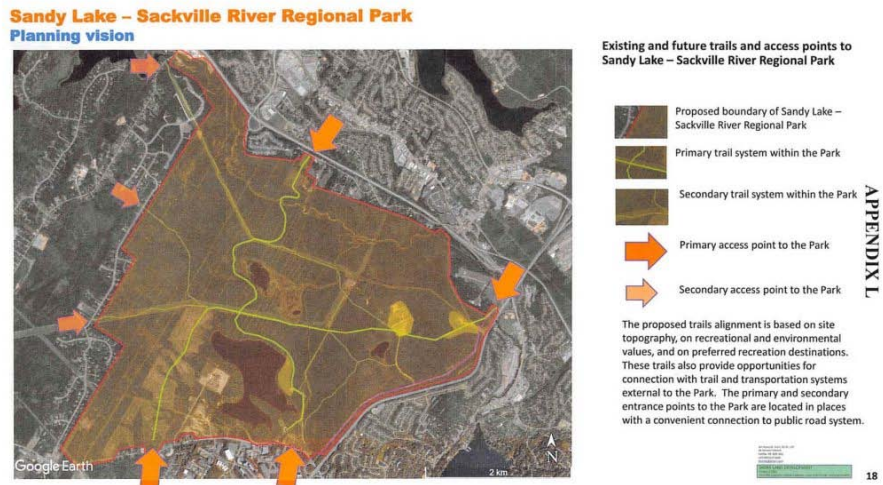 Sandy Lake – Sackville River Regional Park
Planning vision
Existing and future trails and access points to
Sandy Lake – Sackville River Regional Park
Proposed boundary of Sandy Lake –
Sackville River Regional Park
Primary trail system within the Park
Secondary trail system within the Park
Primary access point to the Park
Secondary access point to the Park
The proposed trails alignment is based on site
topography, on recreational and environmental
values, and on preferred recreation destinations.
These trails also provide opportunities for
connection with trail and transportation systems
external to the Park. The primary and secondary
entrance points to the Park are located in places
with a convenient connection to public road system.
APPENDIX L
Google Earth
2 km
N
18